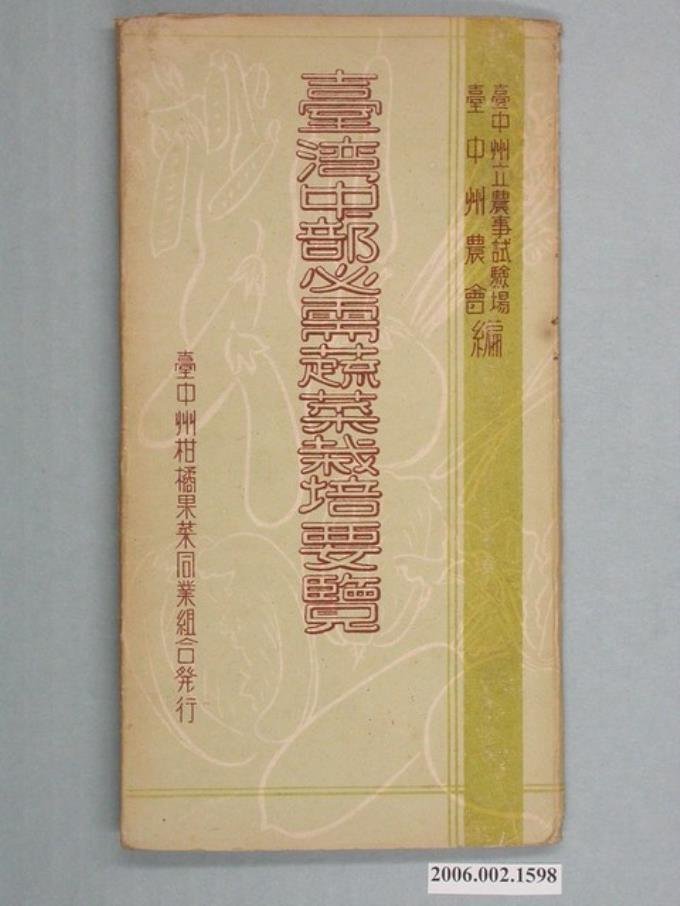 臺中州立農事試驗場
臺中州農會編
臺湾中部必需蔬菜栽培要覽
臺中州柑橘果菜同業組合発行
2006.002.1598